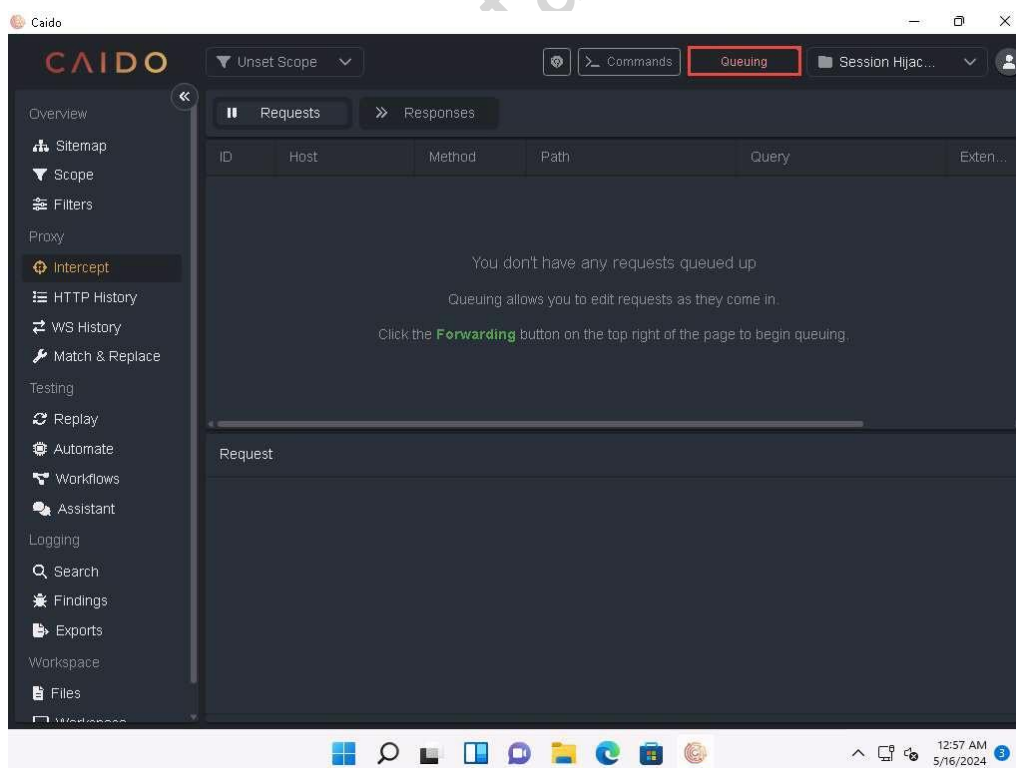 Caido
CAIDO
Unset Scope
Commands
Queuing
Session Hijac...
Overview
Sitemap
Scope
Filters
Proxy
Intercept
HTTP History
WS History
Match & Replace
Testing
Replay
Automate
Workflows
Assistant
Logging
Search
Findings
Exports
Workspace
Files
Workspace
Requests
Responses
ID Host Method Path Query Exten...
You don't have any requests queued up
Queuing allows you to edit requests as they come in.
Click the Forwarding button on the top right of the page to begin queuing.
Request
12:57 AM
5/16/2024
3